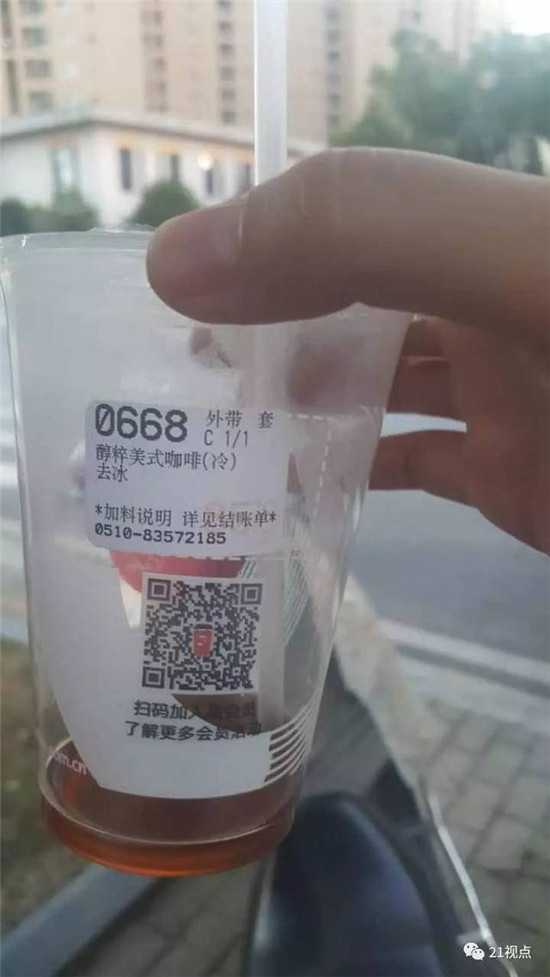 0668 外带 套
C 1/1
醇粹美式咖啡(冷)
去冰
*加料说明 详见结账单*
0510-83572185
扫码加入
了解更多会员活动
om.cn
21视点